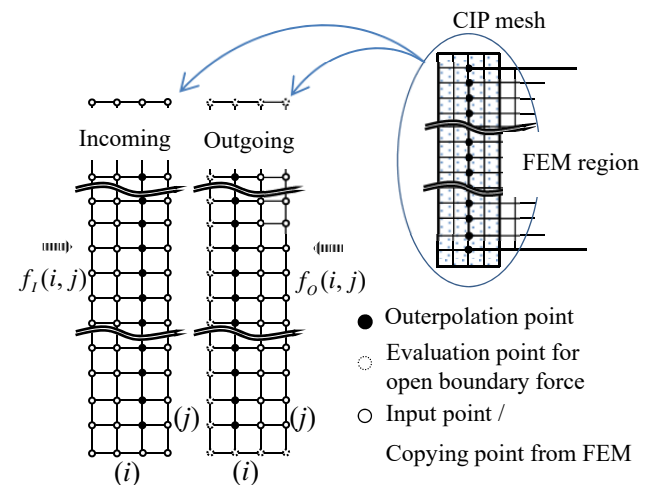 CIP mesh
Incoming
Outgoing
FEM region
f_I(i, j)
f_O(i, j)
Outerpolation point
Evaluation point for
open boundary force
Input point /
Copying point from FEM
(j)
(j)
(i)
(i)